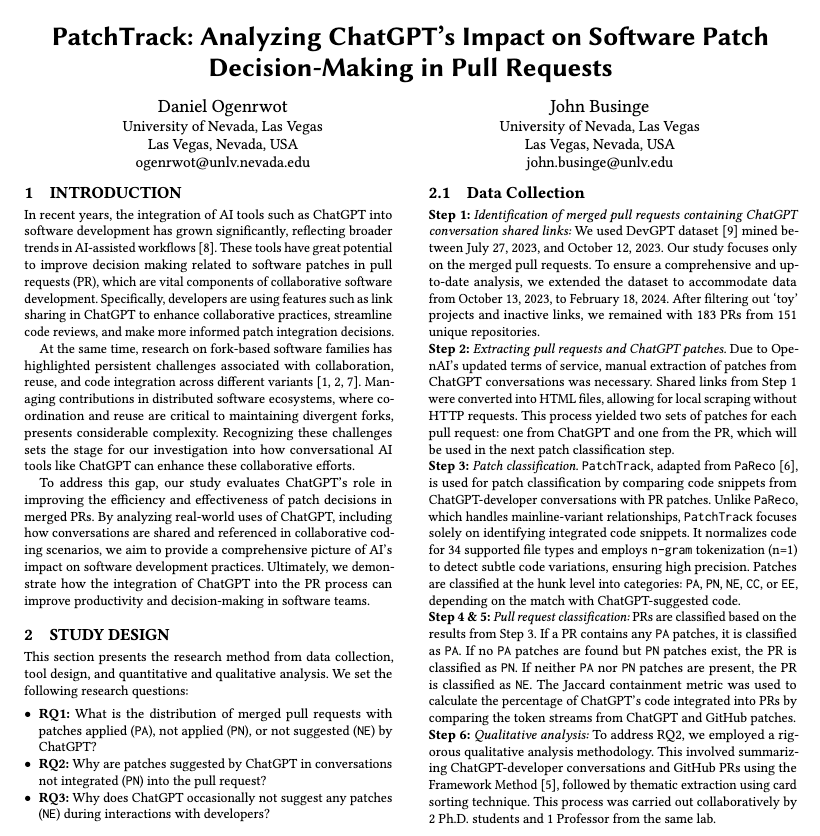 PatchTrack: Analyzing ChatGPT's Impact on Software Patch
Decision-Making in Pull Requests
Daniel Ogenrwot
University of Nevada, Las Vegas
Las Vegas, Nevada, USA
ogenrwot@unlv.nevada.edu
John Businge
University of Nevada, Las Vegas
Las Vegas, Nevada, USA
john.businge@unlv.edu
1 INTRODUCTION
In recent years, the integration of AI tools such as ChatGPT into
software development has grown significantly, reflecting broader
trends in AI-assisted workflows [8]. These tools have great potential
to improve decision making related to software patches in pull
requests (PR), which are vital components of collaborative software
development. Specifically, developers are using features such as link
sharing in ChatGPT to enhance collaborative practices, streamline
code reviews, and make more informed patch integration decisions.
At the same time, research on fork-based software families has
highlighted persistent challenges associated with collaboration,
reuse, and code integration across different variants [1, 2, 7]. Man-
aging contributions in distributed software ecosystems, where co-
ordination and reuse are critical to maintaining divergent forks,
presents considerable complexity. Recognizing these challenges
sets the stage for our investigation into how conversational AI
tools like ChatGPT can enhance these collaborative efforts.
To address this gap, our study evaluates ChatGPT's role in
improving the efficiency and effectiveness of patch decisions in
merged PRs. By analyzing real-world uses of ChatGPT, including
how conversations are shared and referenced in collaborative cod-
ing scenarios, we aim to provide a comprehensive picture of AI's
impact on software development practices. Ultimately, we demon-
strate how the integration of ChatGPT into the PR process can
improve productivity and decision-making in software teams.
2 STUDY DESIGN
This section presents the research method from data collection,
tool design, and quantitative and qualitative analysis. We set the
following research questions:
• RQ1: What is the distribution of merged pull requests with
patches applied (PA), not applied (PN), or not suggested (NE) by
ChatGPT?
• RQ2: Why are patches suggested by ChatGPT in conversations
not integrated (PN) into the pull request?
• RQ3: Why does ChatGPT occasionally not suggest any patches
(NE) during interactions with developers?
2.1 Data Collection
Step 1: Identification of merged pull requests containing ChatGPT
conversation shared links: We used DevGPT dataset [9] mined be-
tween July 27, 2023, and October 12, 2023. Our study focuses only
on the merged pull requests. To ensure a comprehensive and up-
to-date analysis, we extended the dataset to accommodate data
from October 13, 2023, to February 18, 2024. After filtering out 'toy'
projects and inactive links, we remained with 183 PRs from 151
unique repositories.
Step 2: Extracting pull requests and ChatGPT patches. Due to Ope-
nAI's updated terms of service, manual extraction of patches from
ChatGPT conversations was necessary. Shared links from Step 1
were converted into HTML files, allowing for local scraping without
HTTP requests. This process yielded two sets of patches for each
pull request: one from ChatGPT and one from the PR, which will
be used in the next patch classification step.
Step 3: Patch classification. PatchTrack, adapted from PaReco [6],
is used for patch classification by comparing code snippets from
ChatGPT-developer conversations with PR patches. Unlike PaReco,
which handles mainline-variant relationships, PatchTrack focuses
solely on identifying integrated code snippets. It normalizes code
for 34 supported file types and employs n-gram tokenization (n=1)
to detect subtle code variations, ensuring high precision. Patches
are classified at the hunk level into categories: PA, PN, NE, CC, or EE,
depending on the match with ChatGPT-suggested code.
Step 4 & 5: Pull request classification: PRs are classified based on the
results from Step 3. If a PR contains any PA patches, it is classified
as PA. If no PA patches are found but PN patches exist, the PR is
classified as PN. If neither PA nor PN patches are present, the PR
is classified as NE. The Jaccard containment metric was used to
calculate the percentage of ChatGPT's code integrated into PRs by
comparing the token streams from ChatGPT and GitHub patches.
Step 6: Qualitative analysis: To address RQ2, we employed a rig-
orous qualitative analysis methodology. This involved summariz-
ing ChatGPT-developer conversations and GitHub PRs using the
Framework Method [5], followed by thematic extraction using card
sorting technique. This process was carried out collaboratively by
2 Ph.D. students and 1 Professor from the same lab.